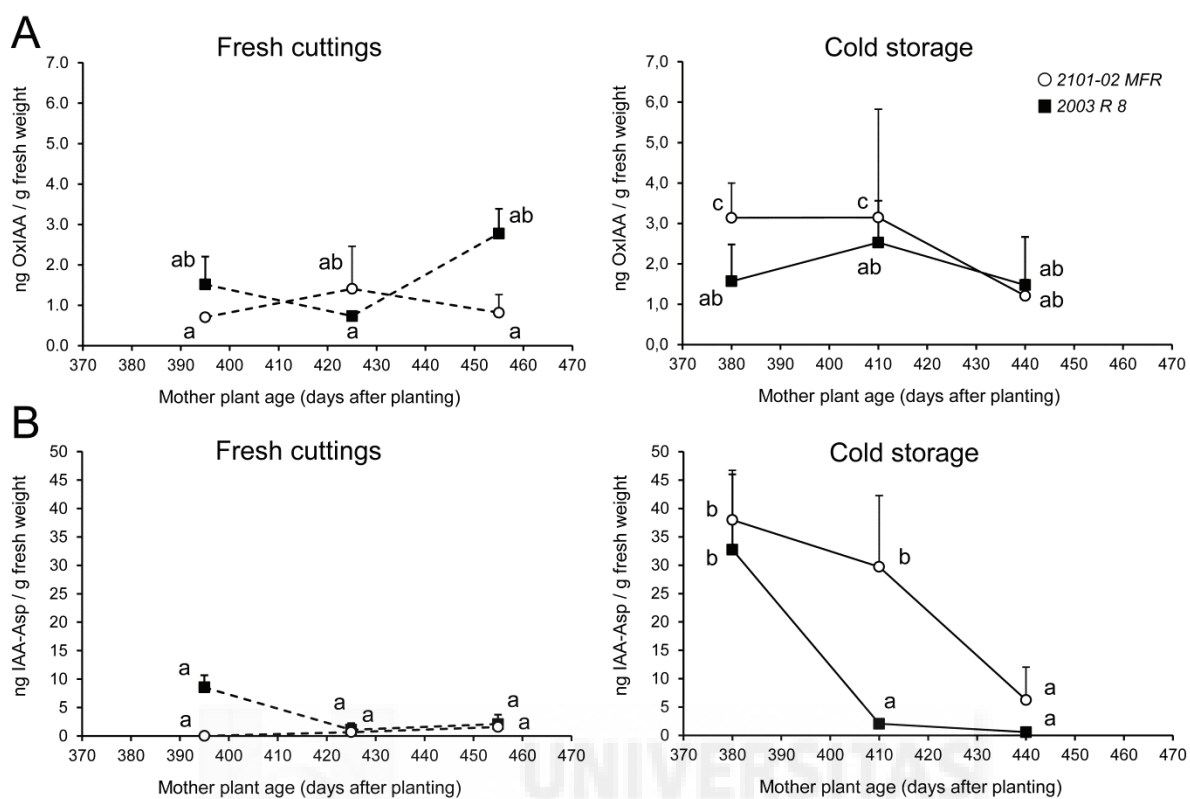 A
Fresh cuttings
ng OxIAA / g fresh weight
7.0
6.0
5.0
4.0
3.0
2.0
1.0
0.0
ab
a
ab
a
ab
a
370 380 390 400 410 420 430 440 450 460 470
Mother plant age (days after planting)
Cold storage
2101-02 MFR
2003 R 8
ng OxIAA / g fresh weight
7,0
6,0
5,0
4,0
3,0
2,0
1,0
0,0
c
ab
c
ab
ab
ab
370 380 390 400 410 420 430 440 450 460 470
Mother plant age (days after planting)
B
Fresh cuttings
ng IAA-Asp / g fresh weight
50
45
40
35
30
25
20
15
10
5
0
a
a
a
a
a
a
370 380 390 400 410 420 430 440 450 460 470
Mother plant age (days after planting)
Cold storage
ng IAA-Asp / g fresh weight
50
45
40
35
30
25
20
15
10
5
0
b
b
b
a
a
a
370 380 390 400 410 420 430 440 450 460 470
Mother plant age (days after planting)
UNIVERSITAS